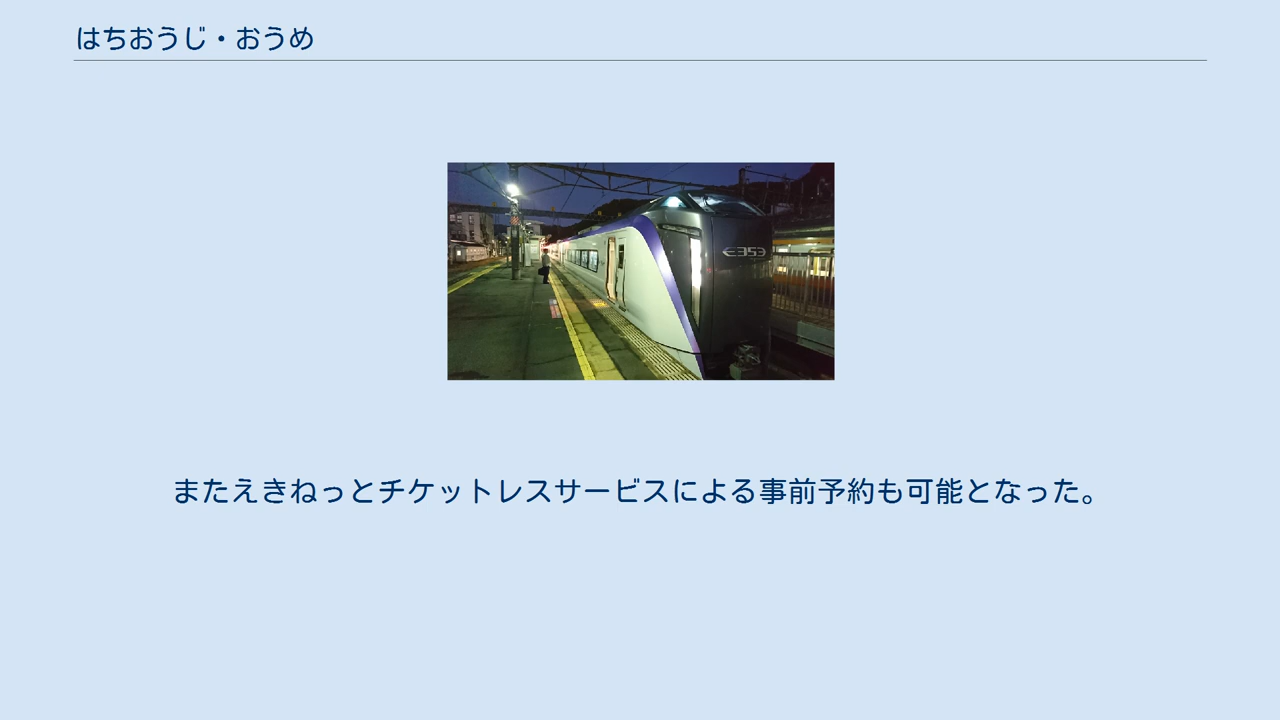 はちおうじ・おうめ
E353
またえきねっとチケットレスサービスによる事前予約も可能となった。